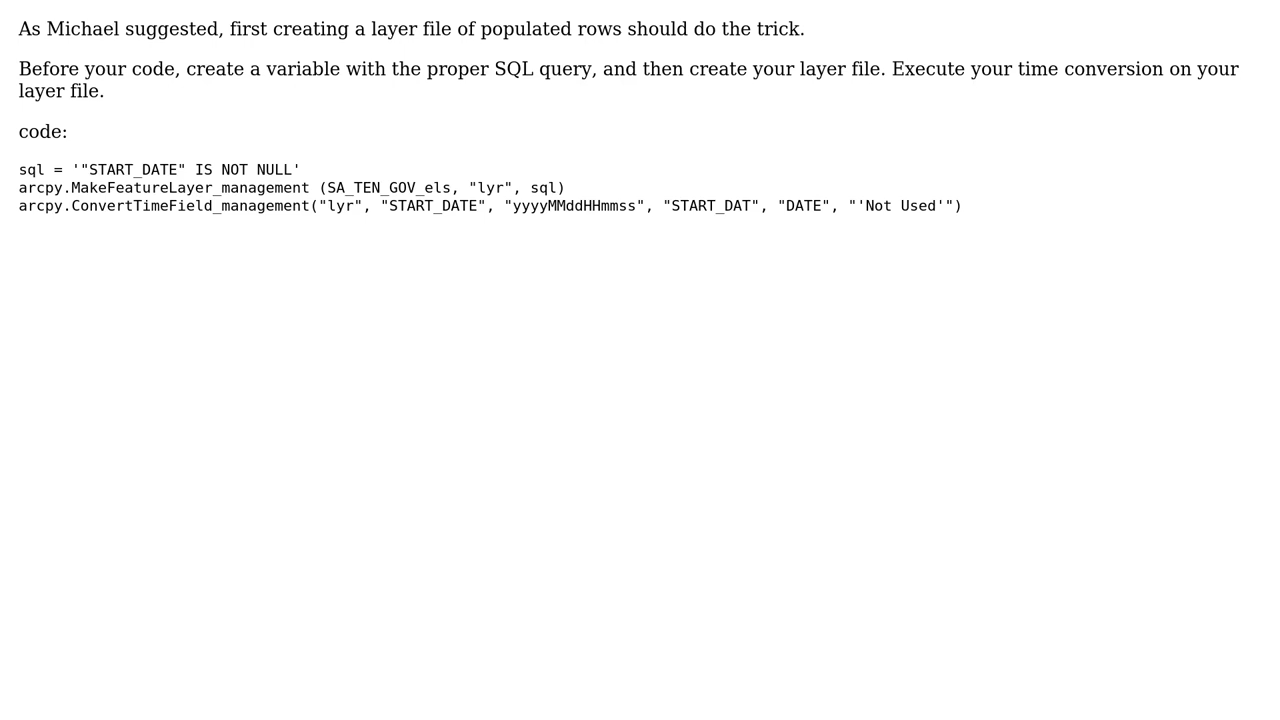 As Michael suggested, first creating a layer file of populated rows should do the trick.
Before your code, create a variable with the proper SQL query, and then create your layer file. Execute your time conversion on your
layer file.
code:
sql = '"START_DATE" IS NOT NULL'
arcpy.MakeFeatureLayer_management (SA_TEN_GOV_els, "lyr", sql)
arcpy.ConvertTimeField_management("lyr", "START_DATE", "yyyyMMddHHmmss", "START_DAT", "DATE", "'Not Used'")